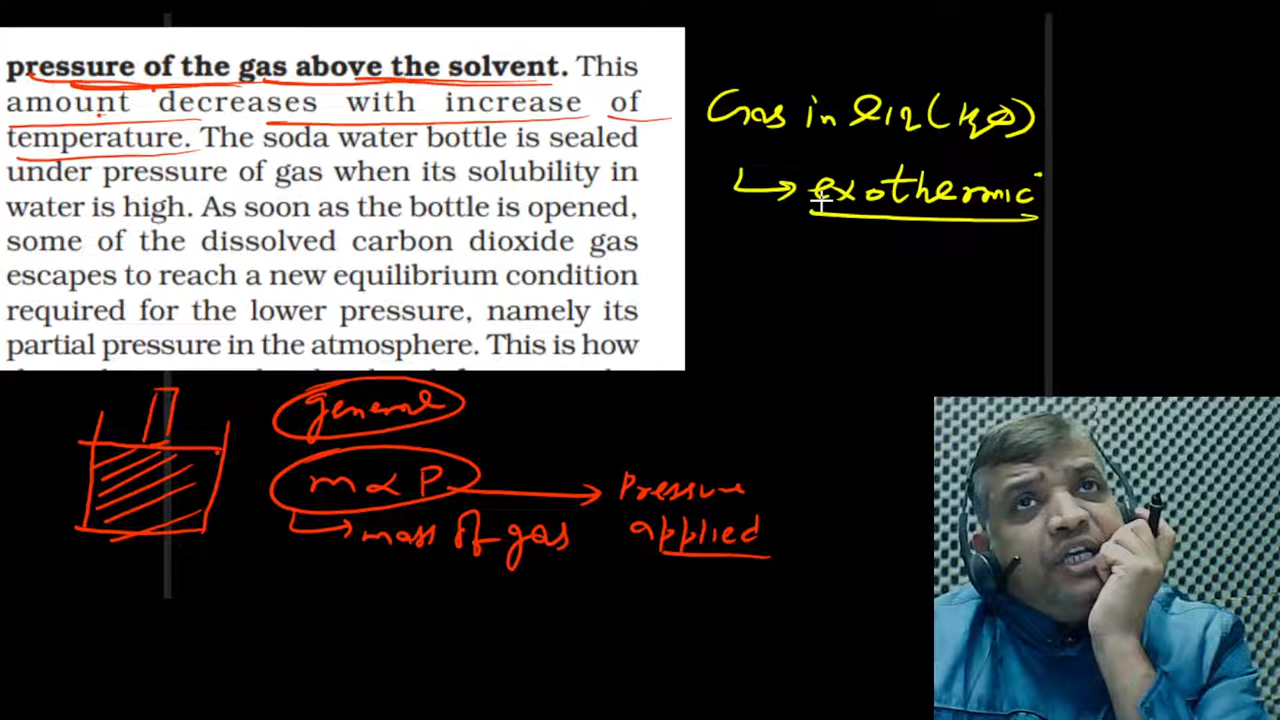 pressure of the gas above the solvent. This
amount decreases with increase of
temperature. The soda water bottle is sealed
under pressure of gas when its solubility in
water is high. As soon as the bottle is opened,
some of the dissolved carbon dioxide gas
escapes to reach a new equilibrium condition
required for the lower pressure, namely its
partial pressure in the atmosphere. This is how
Gas in liq (H2O)
↳ exothermic
general
m ∝ P → Pressure
applied
↳ mass of gas